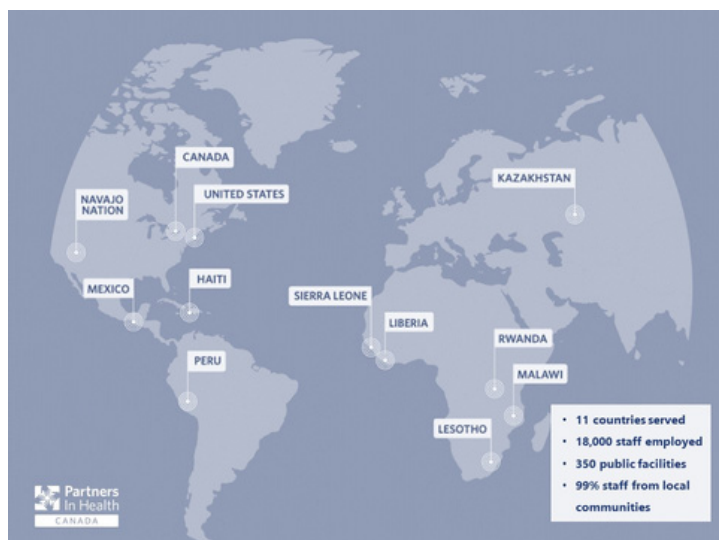 CANADA
UNITED STATES
KAZAKHSTAN
NAVAJO
NATION
MEXICO
HAITI
SIERRA LEONE
LIBERIA
RWANDA
PERU
MALAWI
LESOTHO
• 11 countries served
• 18,000 staff employed
• 350 public facilities
• 99% staff from local
communities
Partners
In Health
CANADA